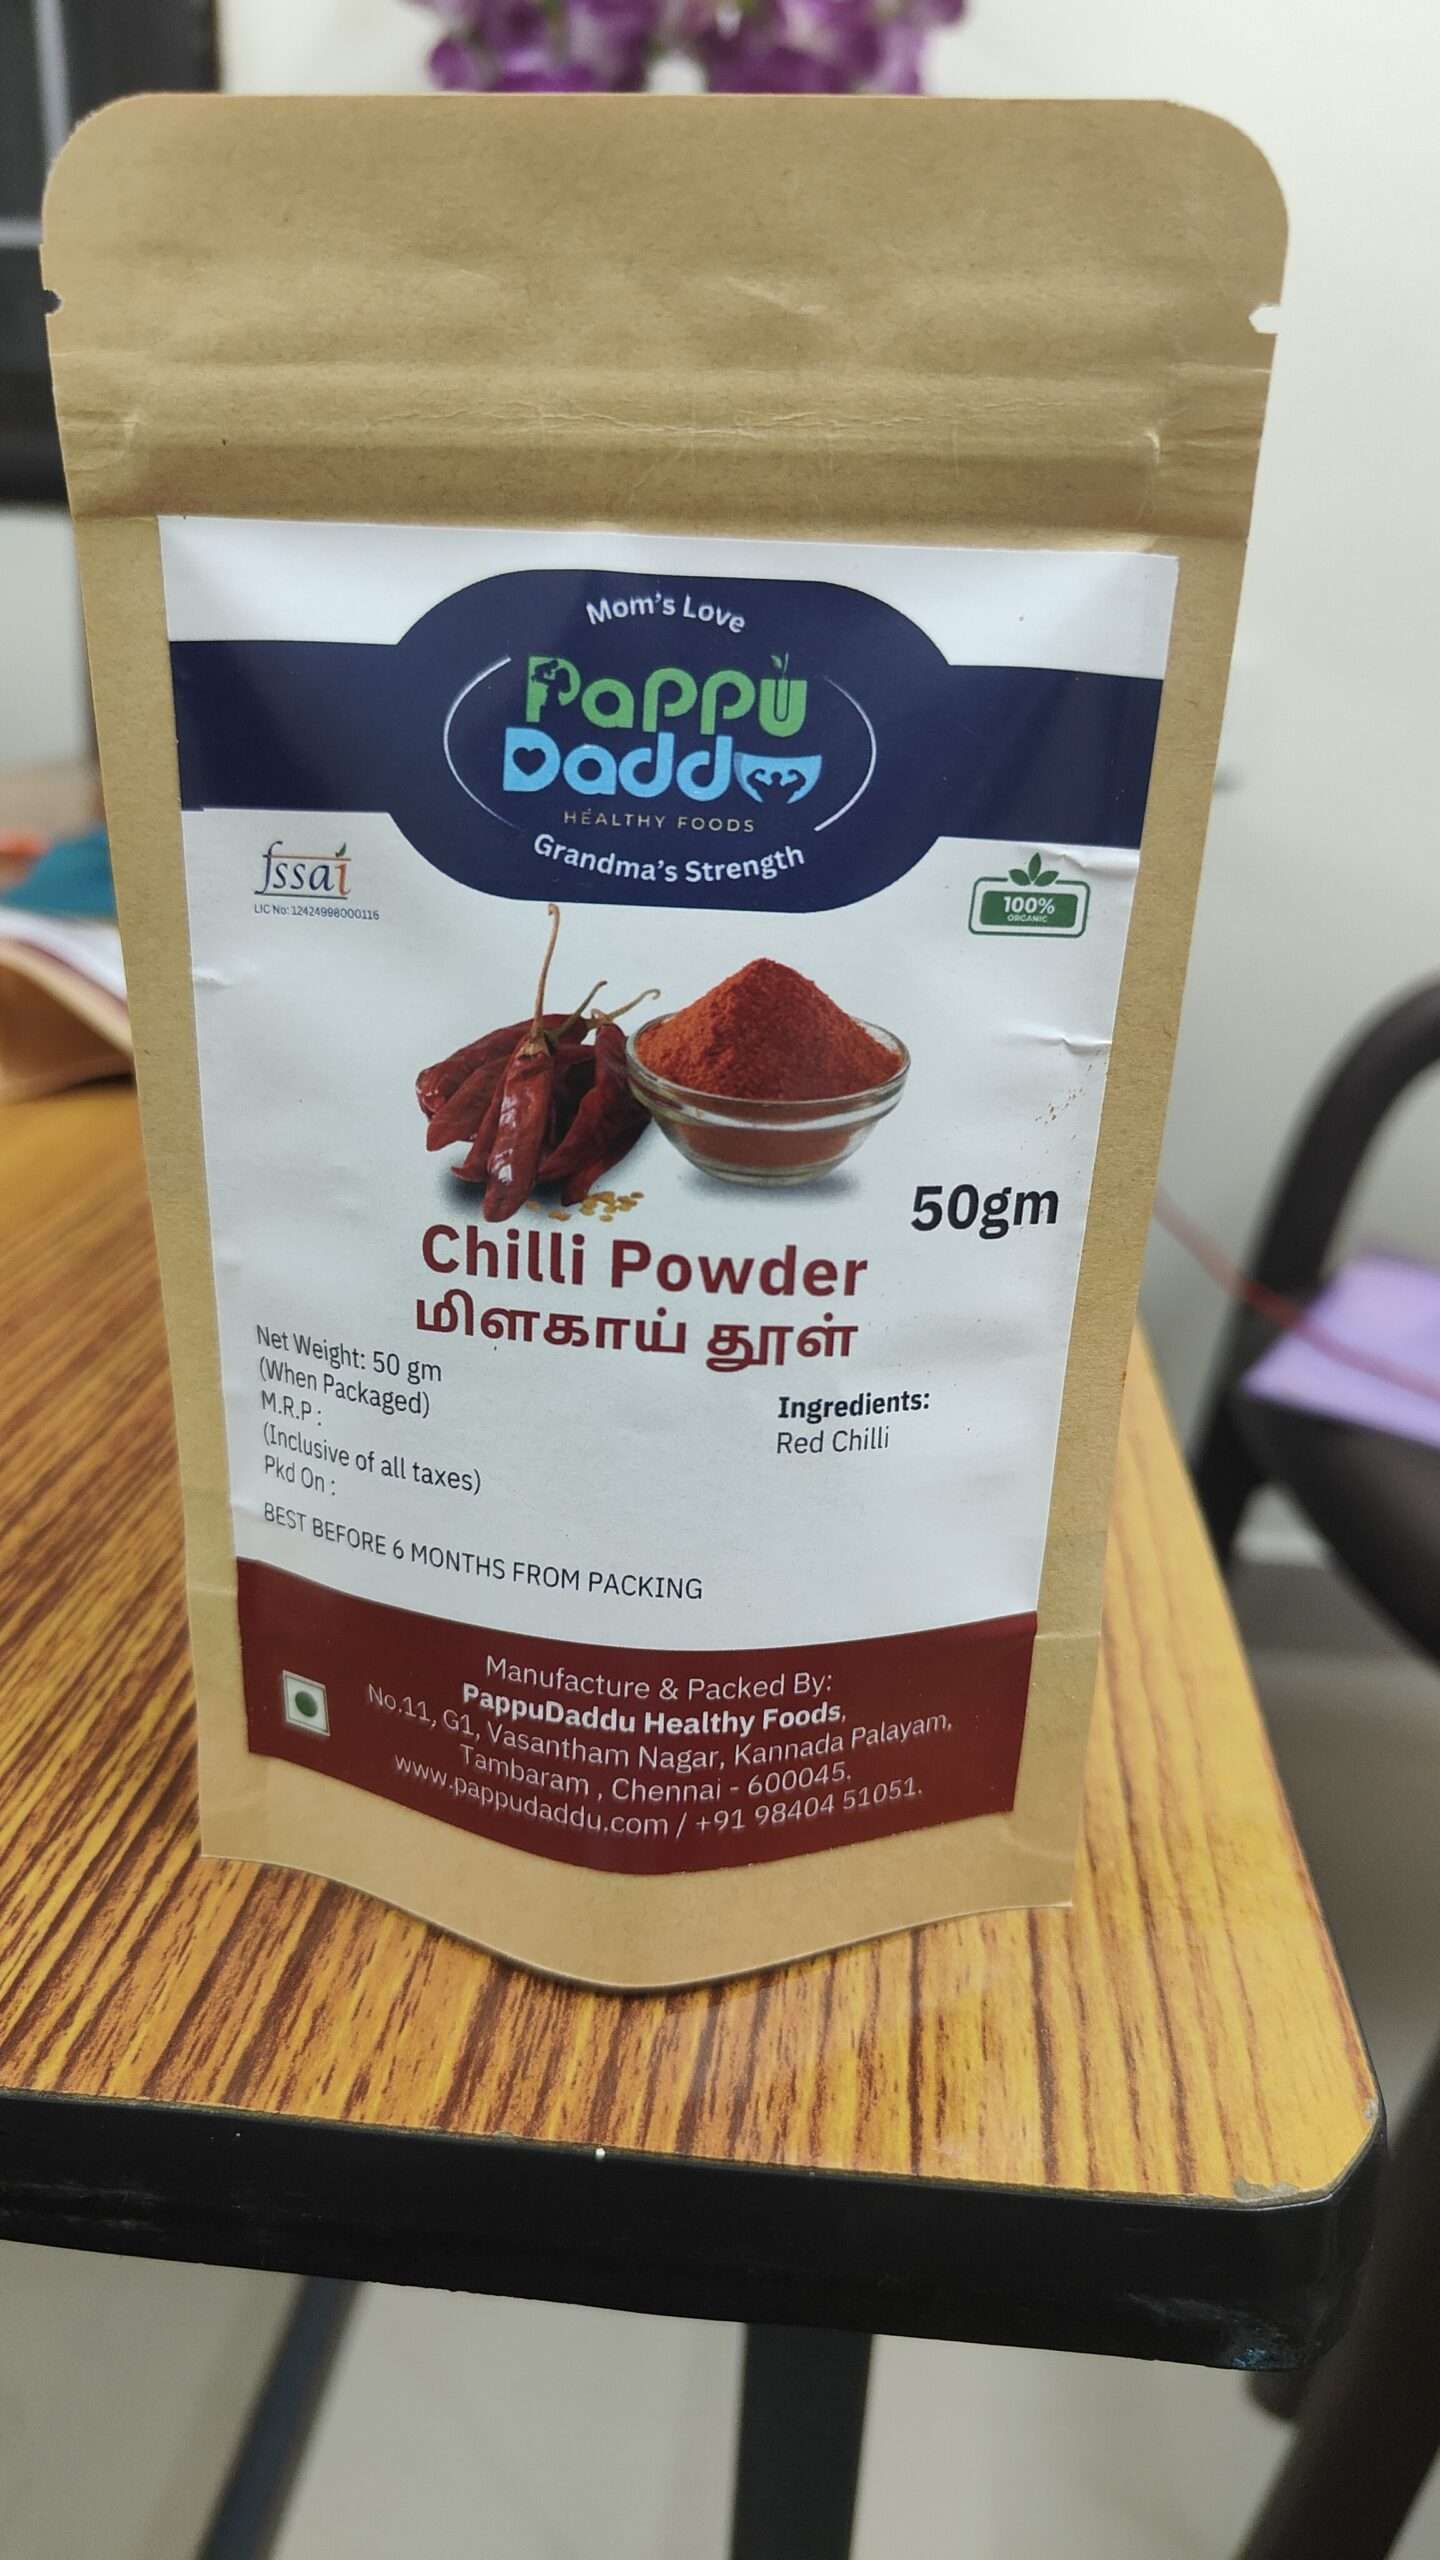 Mom's Love
Pappu
Daddu
HEALTHY FOODS
Grandma's Strength
fssai
LIC No: 12424998000116
100%
ORGANIC
50gm
Chilli Powder
மிளகாய் தூள்
Net Weight: 50 gm
(When Packaged)
M.R.P :
(Inclusive of all taxes)
Pkd On :
Ingredients:
Red Chilli
BEST BEFORE 6 MONTHS FROM PACKING
Manufacture & Packed By:
PappuDaddu Healthy Foods,
No.11, G1, Vasantham Nagar, Kannada Palayam,
Tambaram , Chennai - 600045.
www.pappudaddu.com / +91 98404 51051.